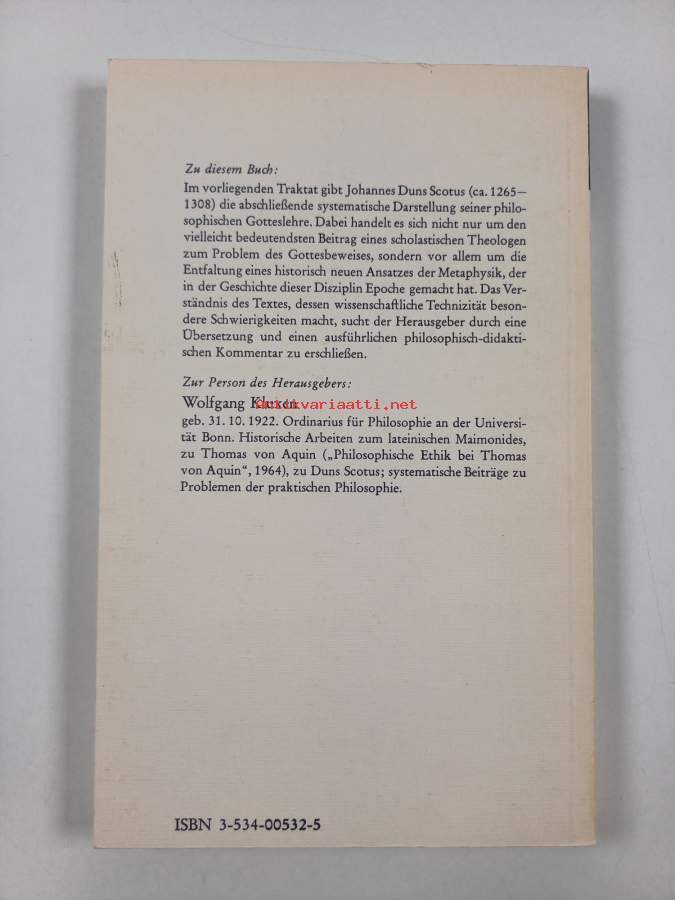 Zu diesem Buch:
Im vorliegenden Traktat gibt Johannes Duns Scotus (ca. 1265—
1308) die abschließende systematische Darstellung seiner philo-
sophischen Gotteslehre. Dabei handelt es sich nicht nur um den
vielleicht bedeutendsten Beitrag eines scholastischen Theologen
zum Problem des Gottesbeweises, sondern vor allem um die
Entfaltung eines historisch neuen Ansatzes der Metaphysik, der
in der Geschichte dieser Disziplin Epoche gemacht hat. Das Ver-
ständnis des Textes, dessen wissenschaftliche Technizität beson-
dere Schwierigkeiten macht, sucht der Herausgeber durch eine
Übersetzung und einen ausführlichen philosophisch-didakti-
schen Kommentar zu erschließen.
Zur Person des Herausgebers:
Wolfgang Kluxen
antikvariaatti.net
geb. 31. 10. 1922. Ordinarius für Philosophie an der Universi-
tät Bonn. Historische Arbeiten zum lateinischen Maimonides,
zu Thomas von Aquin („Philosophische Ethik bei Thomas
von Aquin“, 1964), zu Duns Scotus; systematische Beiträge zu
Problemen der praktischen Philosophie.
ISBN 3-534-00532-5